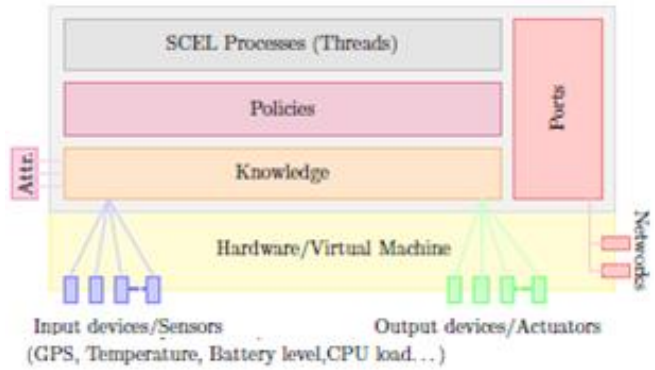 SCEL Processes (Threads)
Policies
Ports
Attr.
Knowledge
Networks
Hardware/Virtual Machine
Input devices/Sensors
Output devices/Actuators
(GPS, Temperature, Battery level,CPU load...)